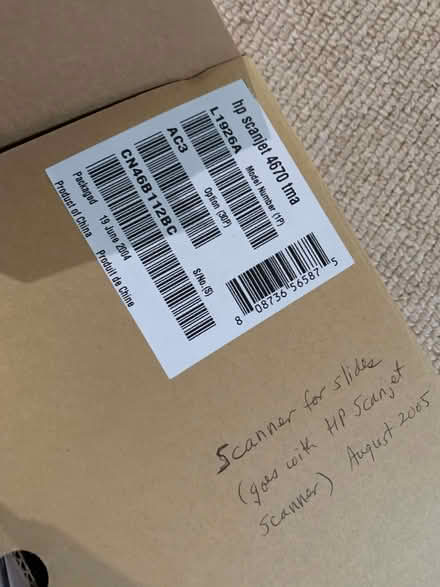 hp scanjet 4670 tma
Model Number (1P)
L1926A
Option (30P)
AC3
S/No.(S)
CN46B112BC
Packaged 19 June 2004
Product of China Produit de Chine
8 08736 56587 5
Scanner for slides
(goes with HP Scanjet
scanner) August 2005